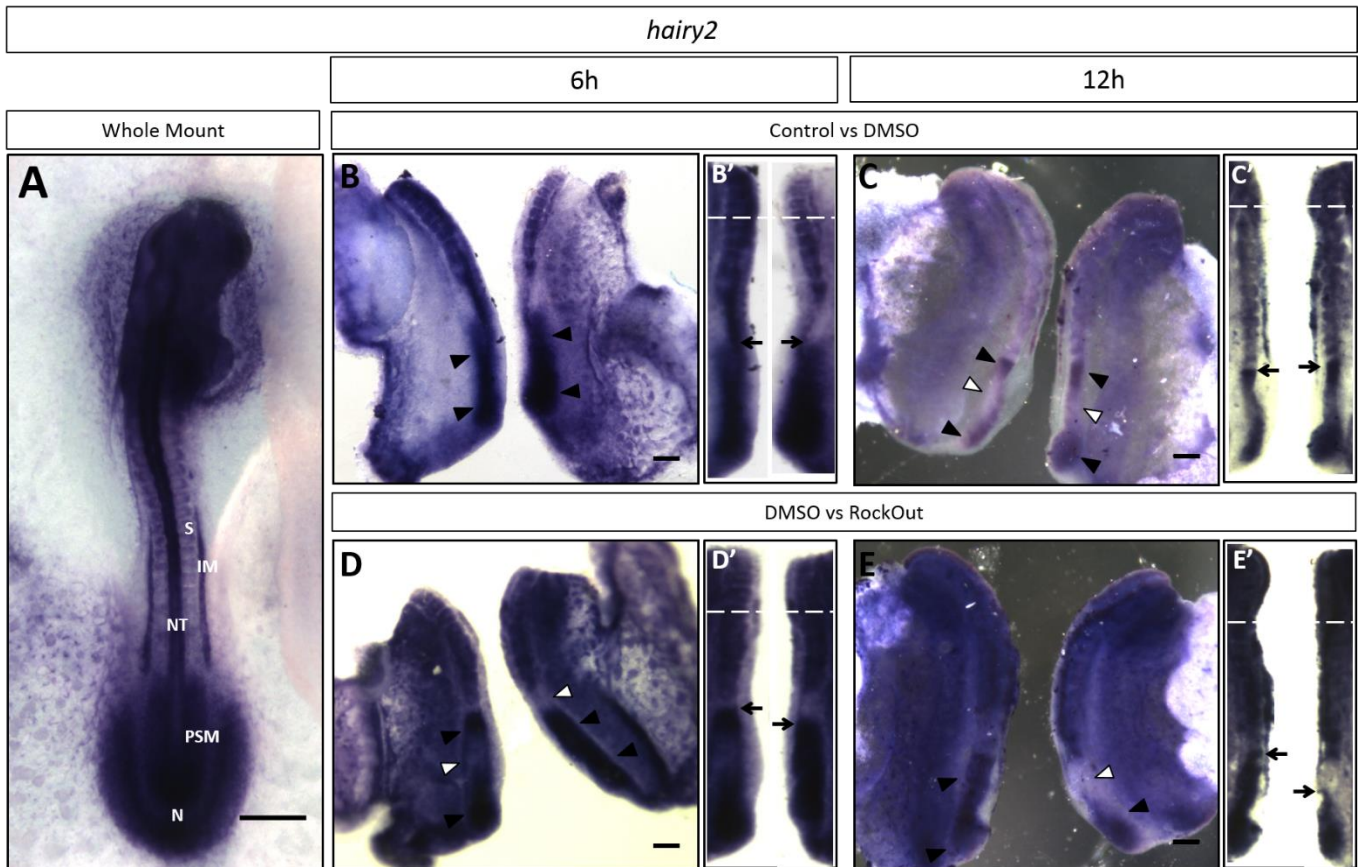 hairy2
6h
12h
Whole Mount
Control vs DMSO
A
B
B'
C
C'
S
IM
NT
PSM
N
DMSO vs RockOut
D
D'
E
E'